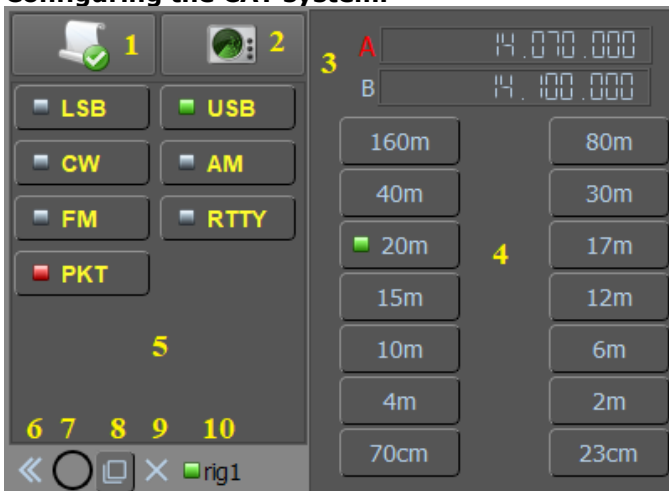 Configuring the CAT system.
1
2
3
A 14.070.000
B 14.100.000
LSB USB
CW AM
FM RTTY
PKT
160m 80m
40m 30m
20m 4 17m
15m 12m
10m 6m
4m 2m
70cm 23cm
5
6 7 8 9 10
rig1